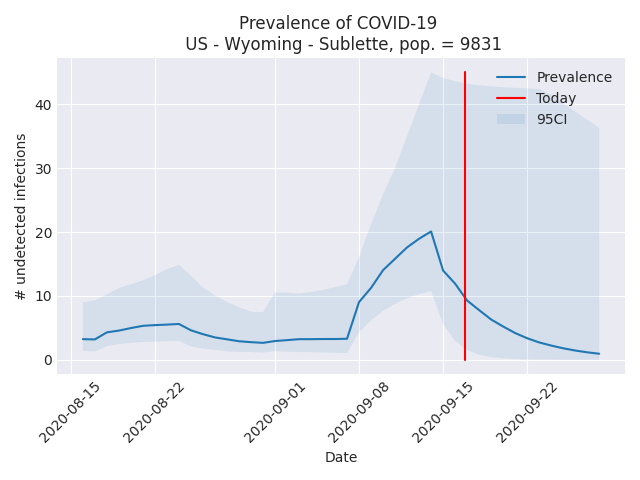 Prevalence of COVID-19
US - Wyoming - Sublette, pop. = 9831
Prevalence
Today
95CI
# undetected infections
40
30
20
10
0
2020-08-15
2020-08-22
2020-09-01
2020-09-08
2020-09-15
2020-09-22
Date